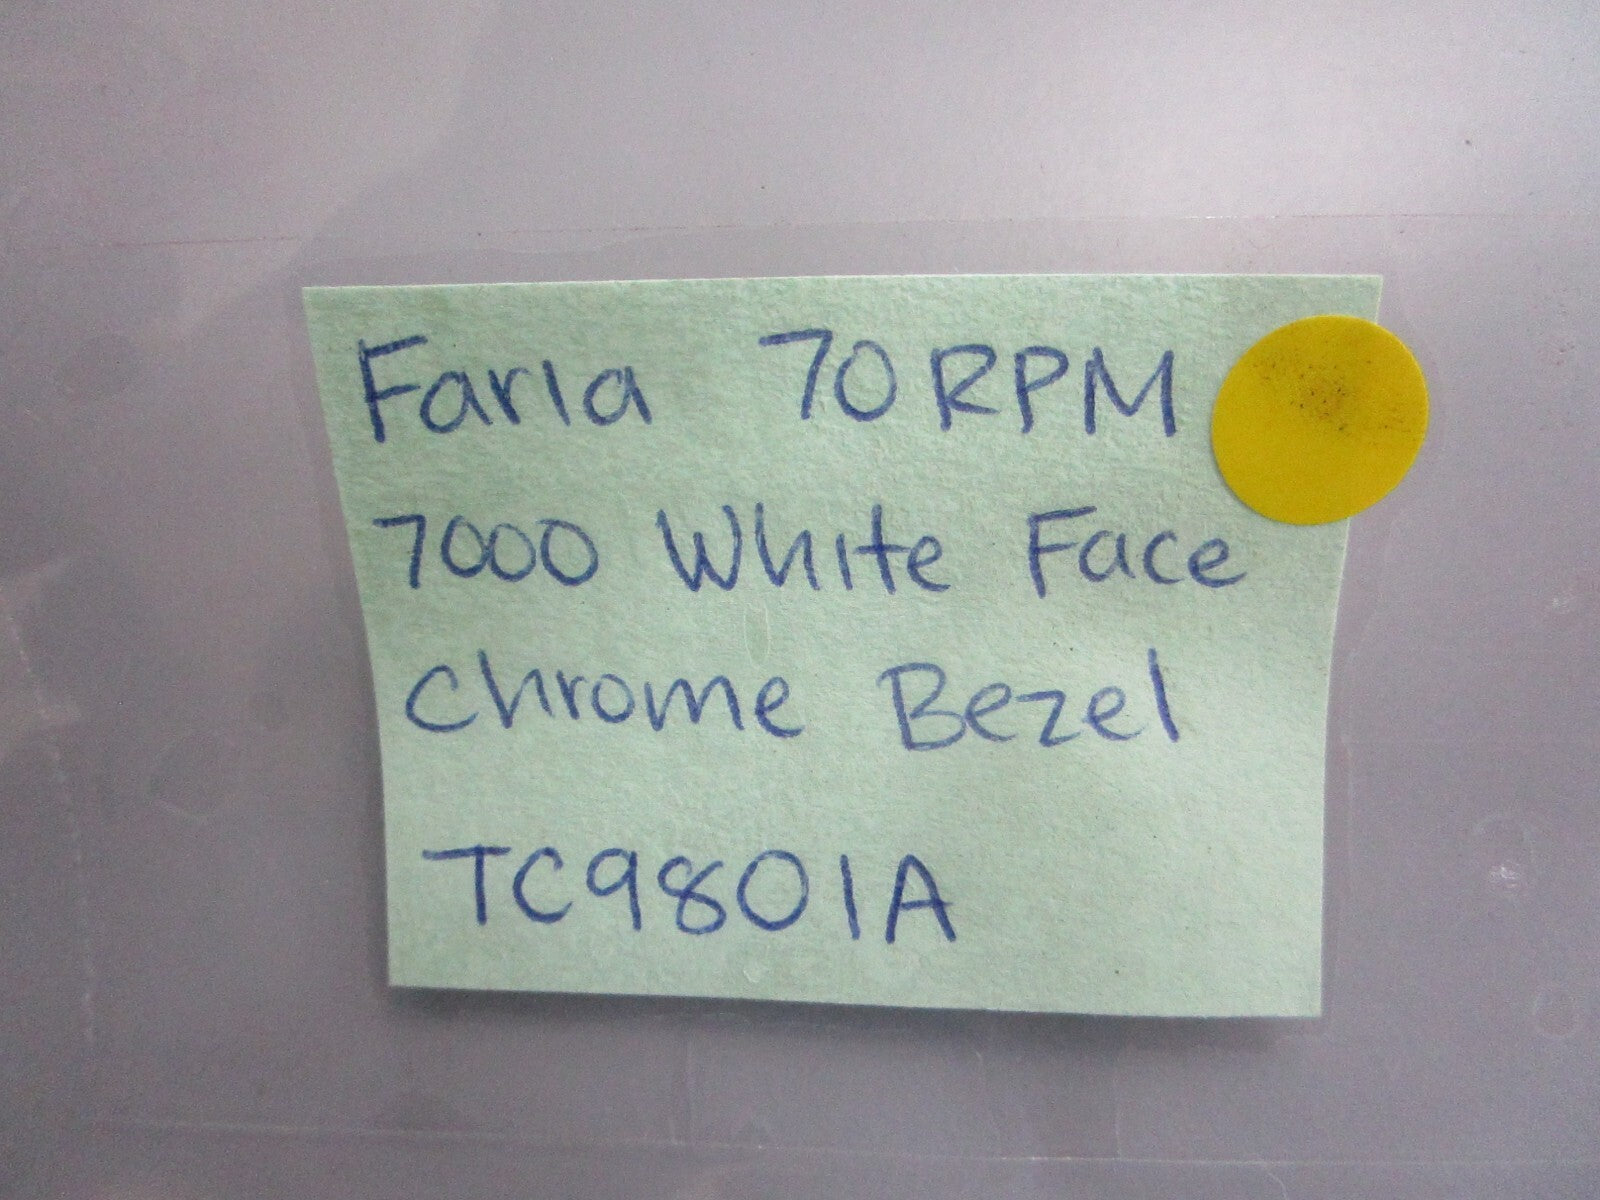 Faria 70 RPM
7000 White Face
Chrome Bezel
TC9801A